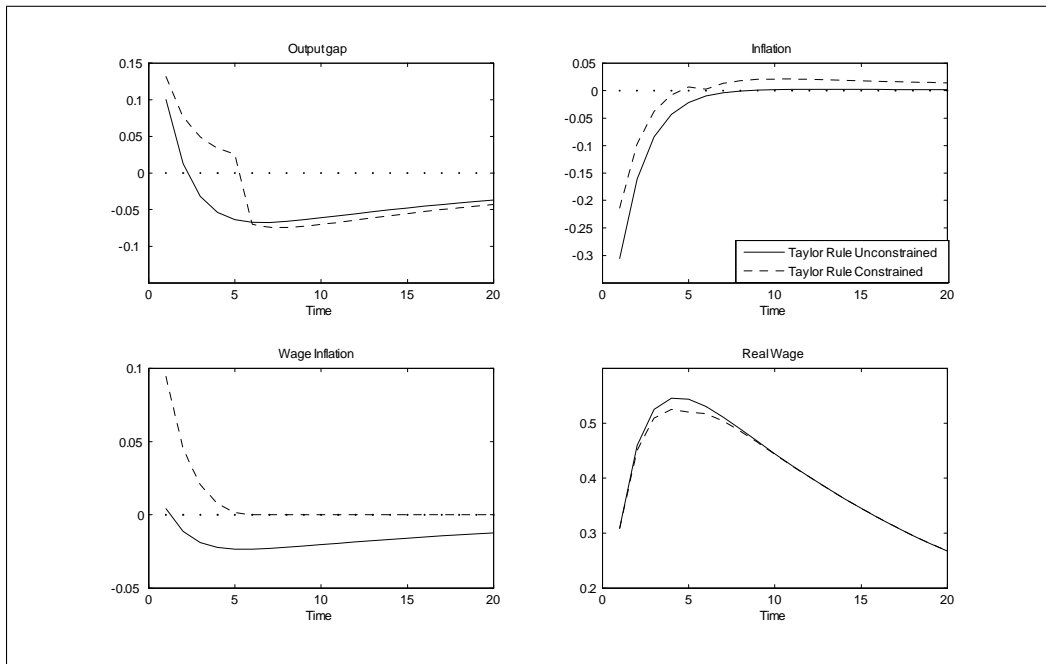 Output gap
0.15
0.1
0.05
0
-0.05
-0.1
0 5 10 15 20
Time
Inflation
0.05
0
-0.05
-0.1
-0.15
-0.2
-0.25
-0.3
0 5 10 15 20
Time
Taylor Rule Unconstrained
Taylor Rule Constrained
Wage Inflation
0.1
0.05
0
-0.05
0 5 10 15 20
Time
Real Wage
0.5
0.4
0.3
0.2
0 5 10 15 20
Time